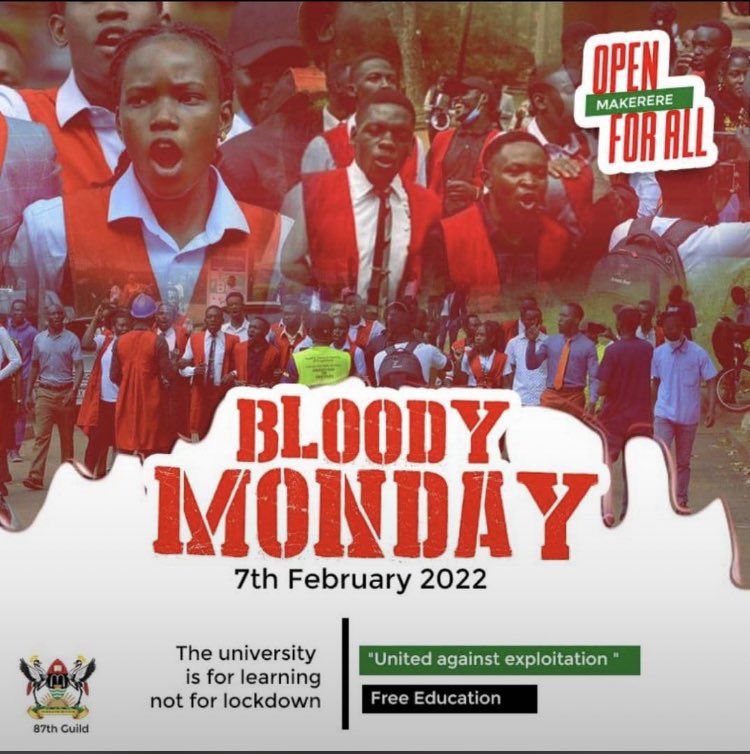 OPEN
MAKERERE
FOR ALL
BLOODY
MONDAY
7th February 2022
The university
is for learning
not for lockdown
"United against exploitation "
Free Education
87th Guild